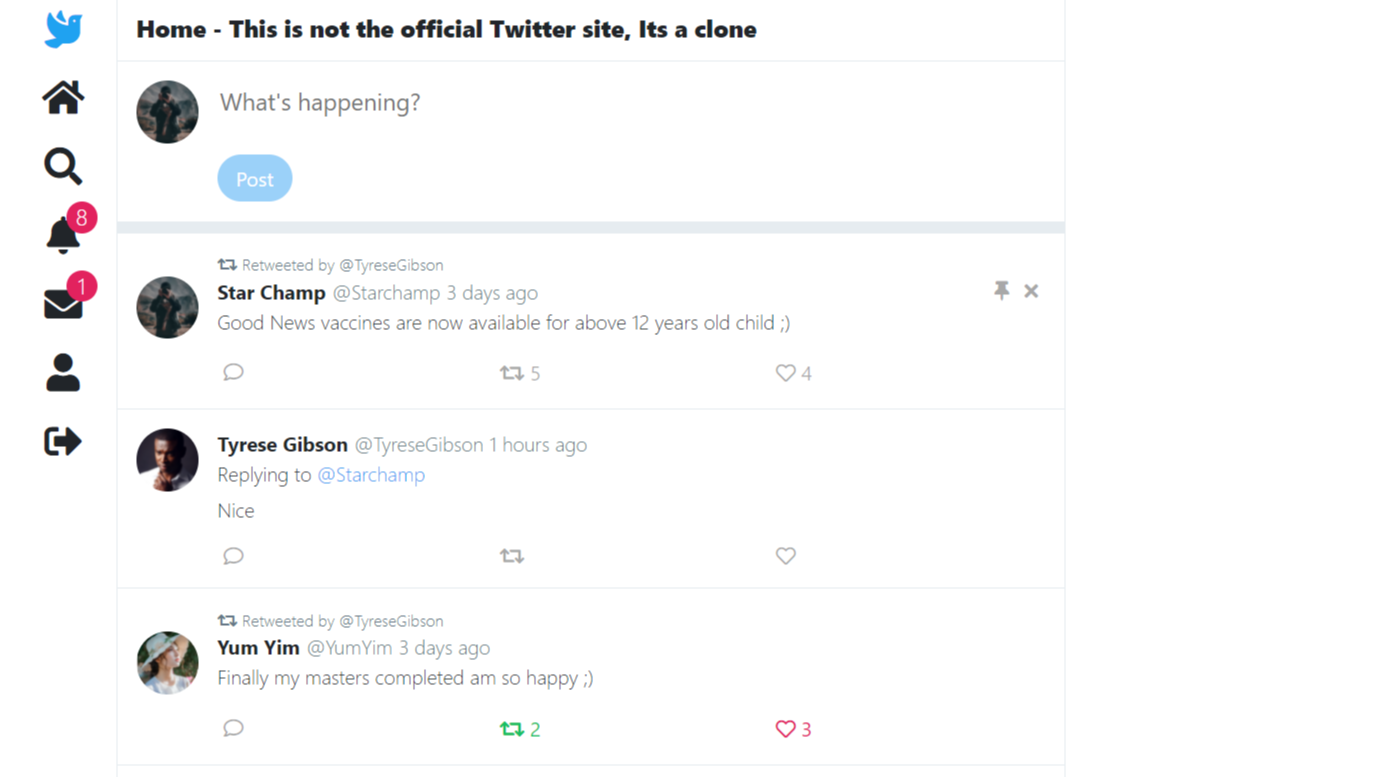 Home - This is not the official Twitter site, Its a clone
What's happening?
Post
8
1
Retweeted by @TyreseGibson
Star Champ @Starchamp 3 days ago
Good News vaccines are now available for above 12 years old child ;)
5 4
Tyrese Gibson @TyreseGibson 1 hours ago
Replying to @Starchamp
Nice
Retweeted by @TyreseGibson
Yum Yim @YumYim 3 days ago
Finally my masters completed am so happy ;)
2 3